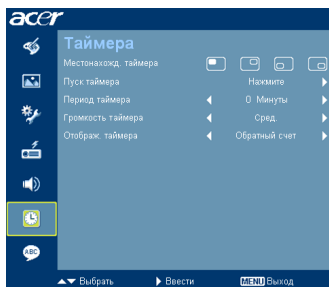 acer
Таймера
Местонахожд. таймера
Пуск таймера Нажмите
Период таймера 0 Минуты
Громкость таймера Сред.
Отображ. таймера Обратный счет
ABC
Выбрать Ввести MENU Выход